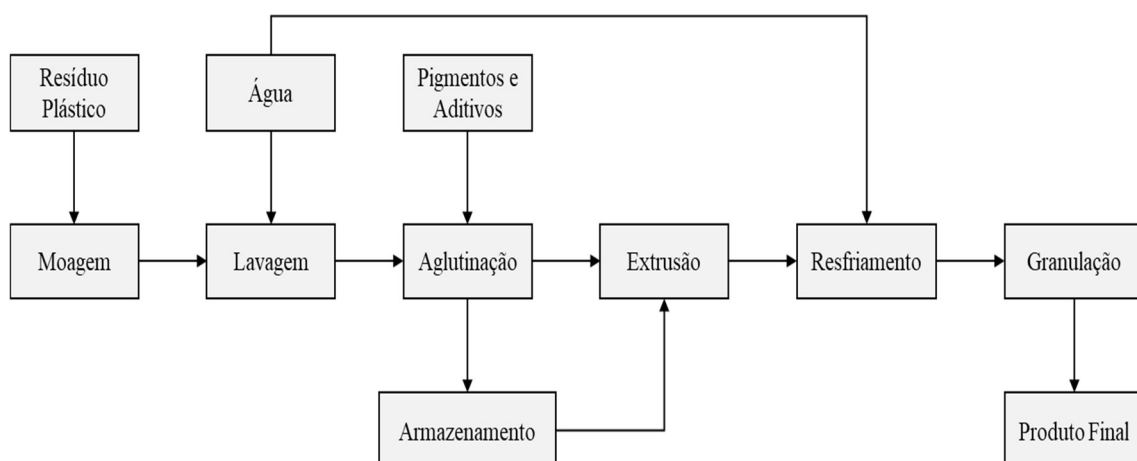 Resíduo
Plástico
Água
Pigmentos e
Aditivos
Moagem
Lavagem
Aglutinação
Extrusão
Resfriamento
Granulação
Armazenamento
Produto Final